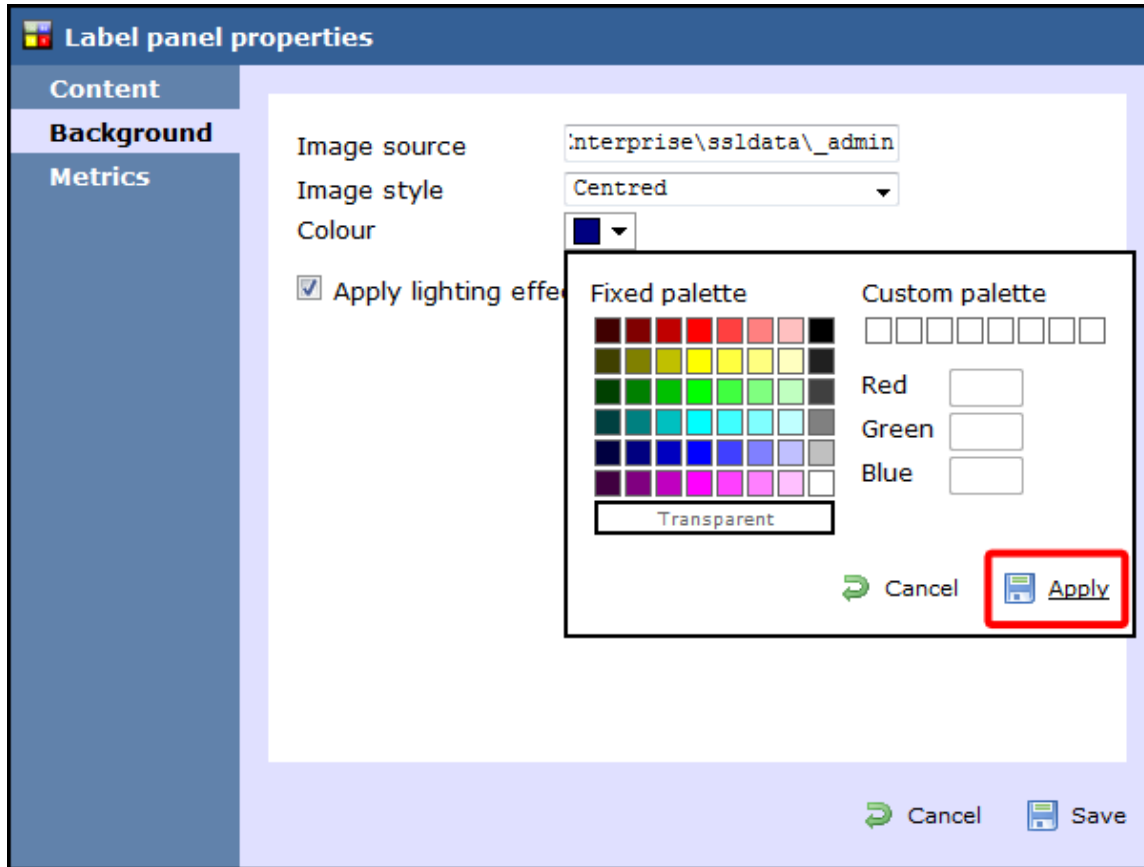 Label panel properties
Content
Background
Metrics
Image source
nterprise\ssldata\_admin
Image style
Centred
Colour
Apply lighting effe
Fixed palette
Custom palette
Red
Green
Blue
Transparent
Cancel
Apply
Cancel
Save